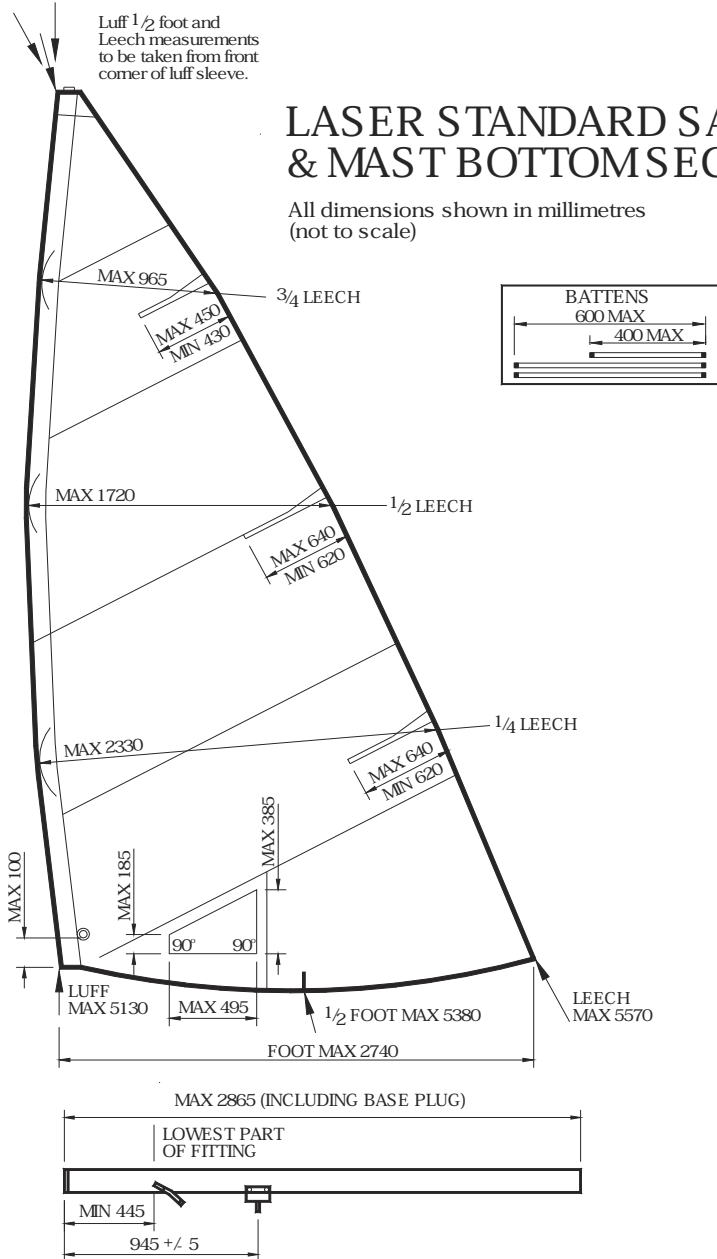 Luff 1/2 foot and
Leech measurements
to be taken from front
corner of luff sleeve.
LASER STANDARD SA
& MAST BOTTOM SEC
All dimensions shown in millimetres
(not to scale)
MAX 965
3/4 LEECH
MAX 450
MIN 430
BATTENS
600 MAX
400 MAX
MAX 1720
1/2 LEECH
MAX 640
MIN 620
MAX 2330
1/4 LEECH
MAX 640
MIN 620
MAX 100
MAX 185
MAX 385
90°
90°
LUFF
MAX 5130
MAX 495
1/2 FOOT MAX 5380
LEECH
MAX 5570
FOOT MAX 2740
MAX 2865 (INCLUDING BASE PLUG)
LOWEST PART
OF FITTING
MIN 445
945 +/- 5